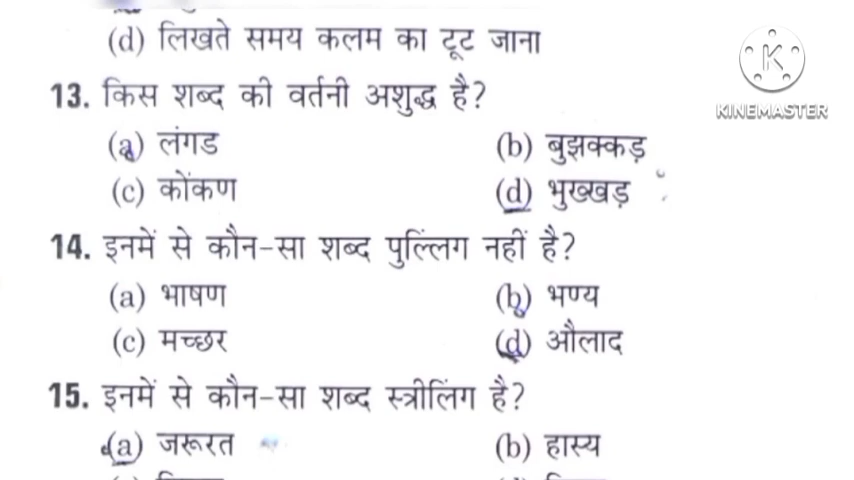 (d) लिखते समय कलम का टूट जाना
13. किस शब्द की वर्तनी अशुद्ध है?
(a) लंगड (b) बुझक्कड़
(c) कोंकण (d) भुख्खड़
14. इनमें से कौन-सा शब्द पुल्लिंग नहीं है?
(a) भाषण (b) भण्य
(c) मच्छर (d) औलाद
15. इनमें से कौन-सा शब्द स्त्रीलिंग है?
(a) जरूरत (b) हास्य
K
KINEMASTER